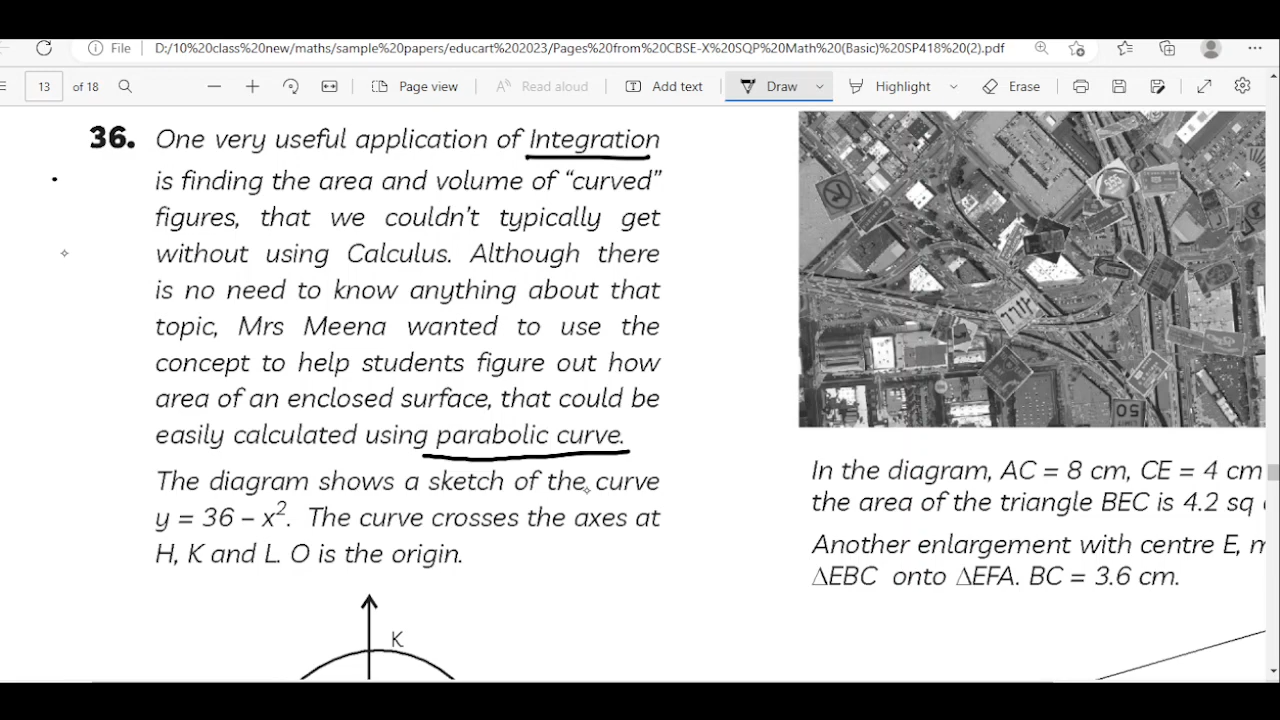 File
D:/10%20class%20new/maths/sample%20papers/educart%202023/Pages%20from%20CBSE-X%20SQP%20Math%20(Basic)%20SP418%20(2).pdf
13 of 18
Page view
Read aloud
Add text
Draw
Highlight
Erase
36. One very useful application of Integration
is finding the area and volume of “curved”
figures, that we couldn’t typically get
without using Calculus. Although there
is no need to know anything about that
topic, Mrs Meena wanted to use the
concept to help students figure out how
area of an enclosed surface, that could be
easily calculated using parabolic curve.
The diagram shows a sketch of the curve
y = 36 – x². The curve crosses the axes at
H, K and L. O is the origin.
K
In the diagram, AC = 8 cm, CE = 4 cm
the area of the triangle BEC is 4.2 sq
Another enlargement with centre E, m
∆EBC onto ∆EFA. BC = 3.6 cm.